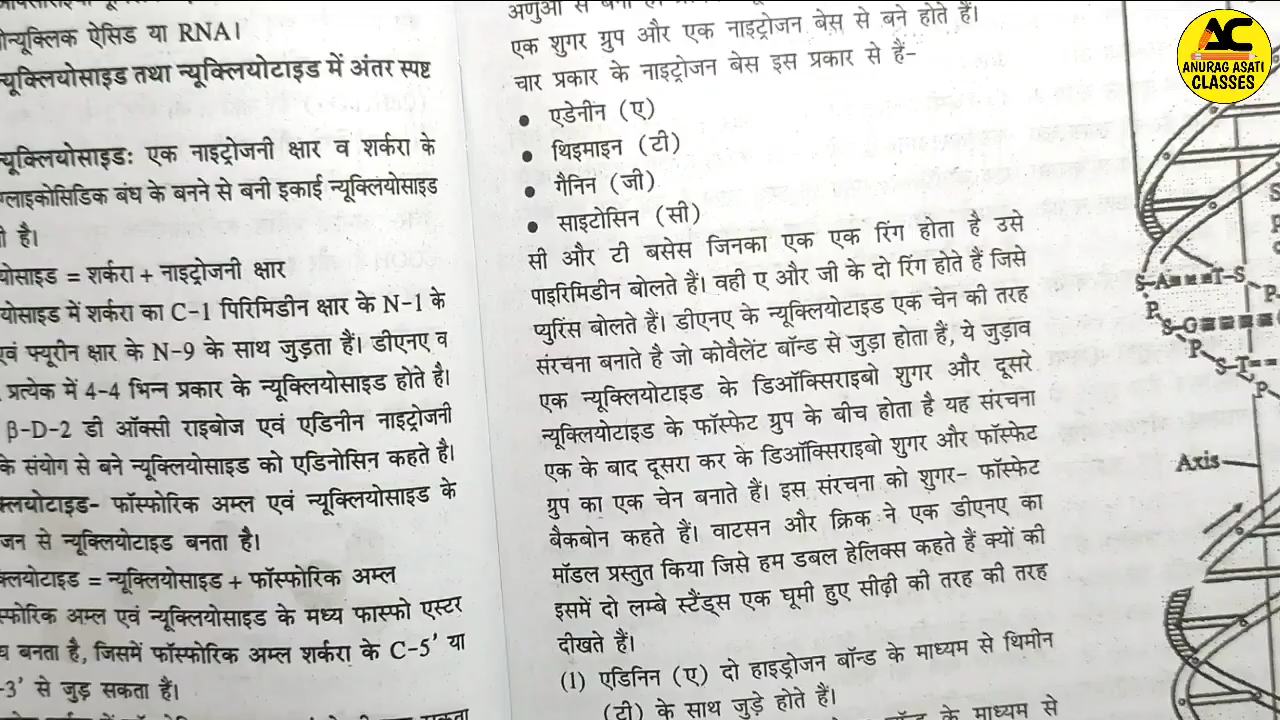 न्यूक्लिक ऐसिड या RNA।
न्यूक्लियोसाइड तथा न्यूक्लियोटाइड में अंतर स्पष्ट
न्यूक्लियोसाइडः एक नाइट्रोजनी क्षार व शर्करा के
ग्लाइकोसिडिक बंध के बनने से बनी इकाई न्यूक्लियोसाइड
है।
योसाइड = शर्करा + नाइट्रोजनी क्षार
योसाइड में शर्करा का C-1 पिरिमिडीन क्षार के N-1 के
एवं फ्यूरीन क्षार के N-9 के साथ जुड़ता हैं। डीएनए व
प्रत्येक में 4-4 भिन्न प्रकार के न्यूक्लियोसाइड होते है।
β-D-2 डी ऑक्सी राइबोज एवं एडिनीन नाइट्रोजनी
के संयोग से बने न्यूक्लियोसाइड को एडिनोसिन कहते है।
क्लयोटाइड- फॉस्फोरिक अम्ल एवं न्यूक्लियोसाइड के
जन से न्यूक्लियोटाइड बनता है।
क्लयोटाइड = न्यूक्लियोसाइड + फॉस्फोरिक अम्ल
स्फोरिक अम्ल एवं न्यूक्लियोसाइड के मध्य फास्फो एस्टर
बनता है, जिसमें फॉस्फोरिक अम्ल शर्करा के C-5' या
-3' से जुड़ सकता हैं।
एक शुगर ग्रुप और एक नाइट्रोजन बेस से बने होते हैं।
चार प्रकार के नाइट्रोजन बेस इस प्रकार से हैं-
• एडेनीन (ए)
• थिइमाइन (टी)
• गैनिन (जी)
• साइटोसिन (सी)
सी और टी बसेस जिनका एक एक रिंग होता है उसे
पाइरिमिडीन बोलते हैं। वही ए और जी के दो रिंग होते हैं जिसे
प्युरिंस बोलते हैं। डीएनए के न्यूक्लियोटाइड एक चेन की तरह
संरचना बनाते है जो कोवैलेंट बॉन्ड से जुड़ा होता है, ये जुड़ाव
एक न्यूक्लियोटाइड के डिऑक्सिराइबो शुगर और दूसरे
न्यूक्लियोटाइड के फॉस्फेट ग्रुप के बीच होता है यह संरचना
एक के बाद दूसरा कर के डिऑक्सिराइबो शुगर और फॉस्फेट
ग्रुप का एक चेन बनाते हैं। इस संरचना को शुगर- फॉस्फेट
बैकबोन कहते हैं। वाटसन और क्रिक ने एक डीएनए का
मॉडल प्रस्तुत किया जिसे हम डबल हेलिक्स कहते हैं क्यों की
इसमें दो लम्बे स्टैंड्स एक घूमी हुए सीढ़ी की तरह की तरह
दीखते हैं।
(1) एडिनिन (ए) दो हाइड्रोजन बॉन्ड के माध्यम से थिमीन
(टी) के साथ जुड़े होते हैं।
के माध्यम से
AC
ANURAG ASATI
CLASSES
S-A T-S
P
P
S-G
P
S-T
P
Axis